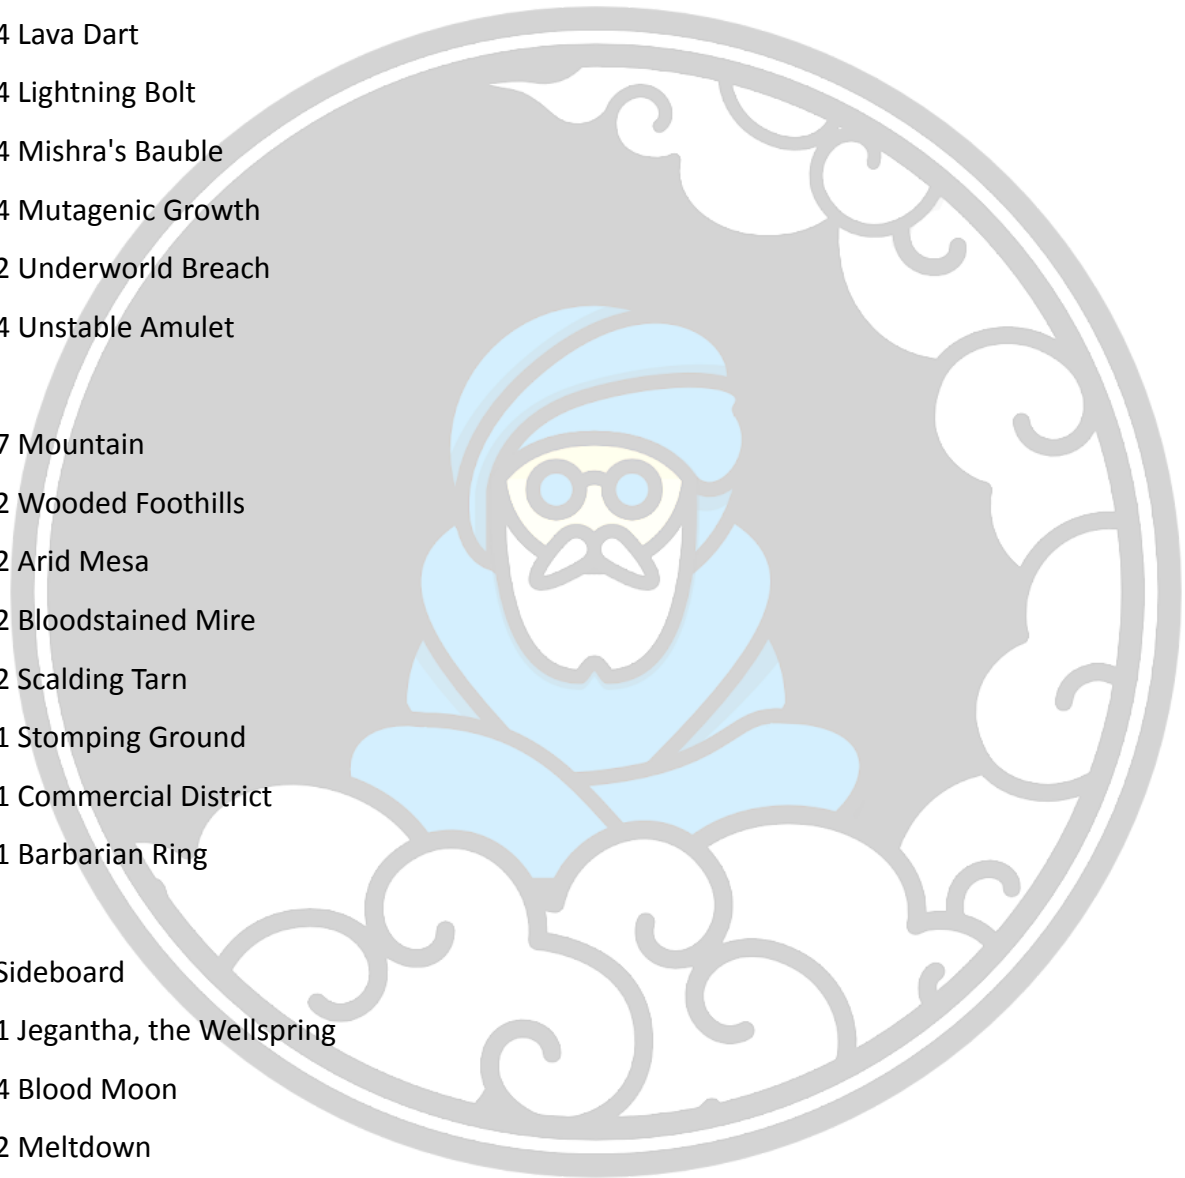 4 Lava Dart
4 Lightning Bolt
4 Mishra's Bauble
4 Mutagenic Growth
2 Underworld Breach
4 Unstable Amulet
7 Mountain
2 Wooded Foothills
2 Arid Mesa
2 Bloodstained Mire
2 Scalding Tarn
1 Stomping Ground
1 Commercial District
1 Barbarian Ring
Sideboard
1 Jegantha, the Wellspring
4 Blood Moon
2 Meltdown